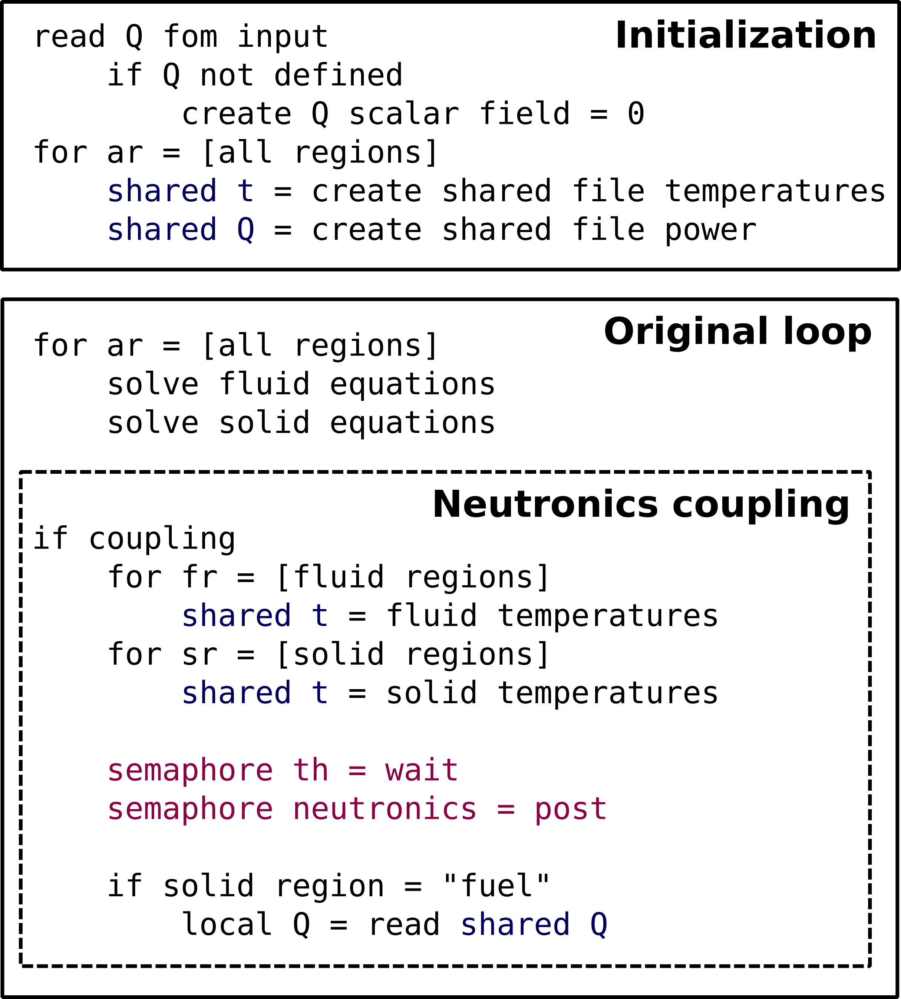 Initialization
read Q fom input
if Q not defined
create Q scalar field = 0
for ar = [all regions]
shared t = create shared file temperatures
shared Q = create shared file power
Original loop
for ar = [all regions]
solve fluid equations
solve solid equations
Neutronics coupling
if coupling
for fr = [fluid regions]
shared t = fluid temperatures
for sr = [solid regions]
shared t = solid temperatures
semaphore th = wait
semaphore neutronics = post
if solid region = "fuel"
local Q = read shared Q